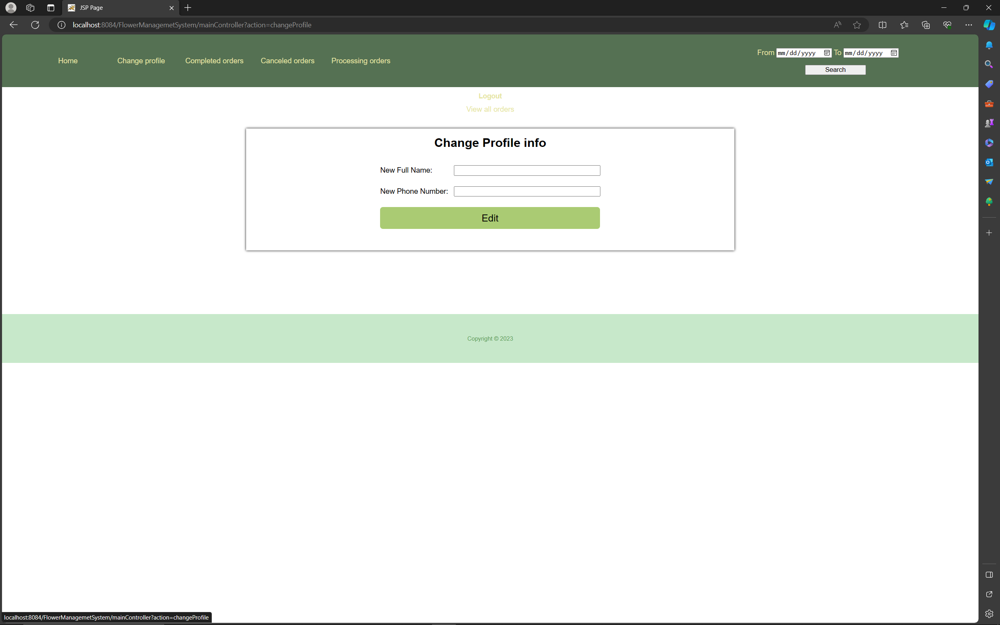 JSP Page
localhost:8084/FlowerManagemetSystem/mainController?action=changeProfile
Home Change profile Completed orders Canceled orders Processing orders
From mm/dd/yyyy To mm/dd/yyyy
Search
Logout
View all orders
Change Profile info
New Full Name:
New Phone Number:
Edit
Copyright © 2023
localhost:8084/FlowerManagemetSystem/mainController?action=changeProfile